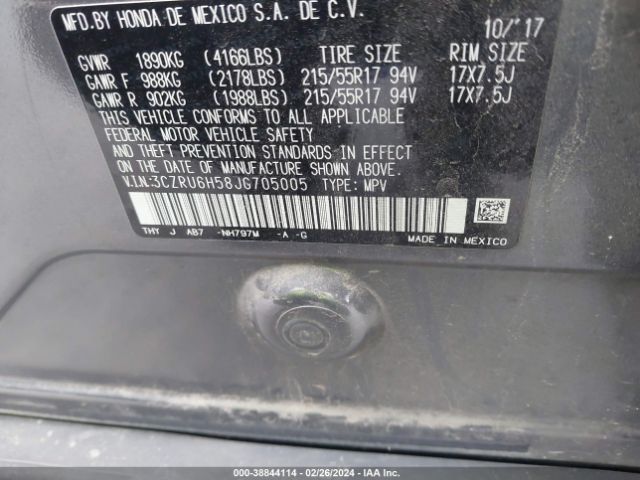 MFD.BY HONDA DE MEXICO S.A. DE C.V.
10/'17
GVWR 1890KG (4166LBS) TIRE SIZE RIM SIZE
GAWR F 988KG (2178LBS) 215/55R17 94V 17X7.5J
GAWR R 902KG (1988LBS) 215/55R17 94V 17X7.5J
THIS VEHICLE CONFORMS TO ALL APPLICABLE
FEDERAL MOTOR VEHICLE SAFETY
AND THEFT PREVENTION STANDARDS IN EFFECT
ON THE DATE OF MANUFACTURE SHOWN ABOVE.
V.I.N:3CZRU6H58JG705005 TYPE: MPV
THY J AB7 -NH797M -A -G MADE IN MEXICO
000-38844114 | 02/26/2024 | IAA Inc.